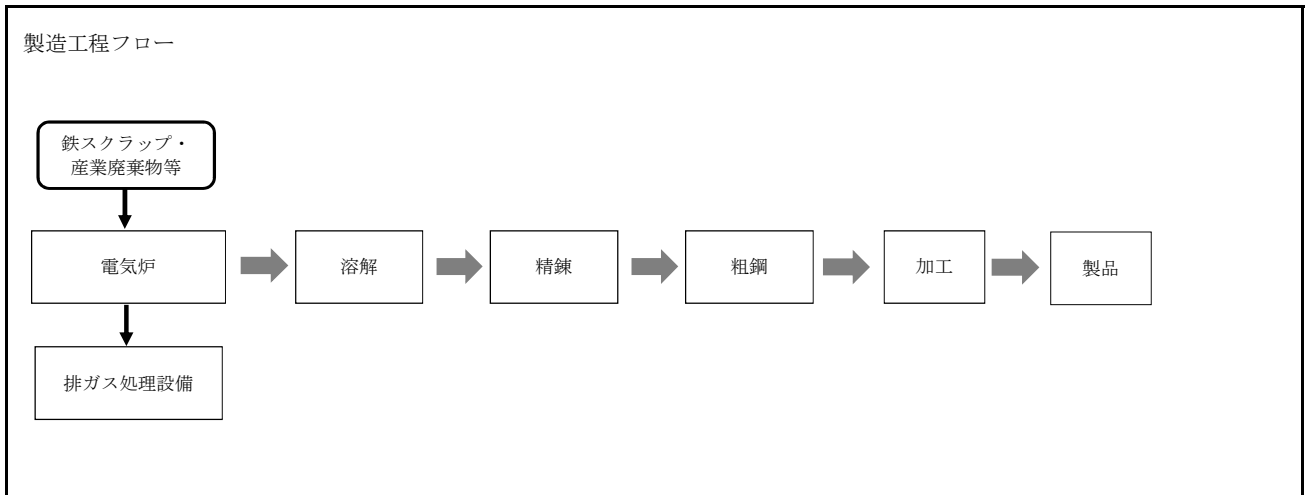 製造工程フロー
鉄スクラップ・
産業廃棄物等
電気炉
溶解
精錬
粗鋼
加工
製品
排ガス処理設備